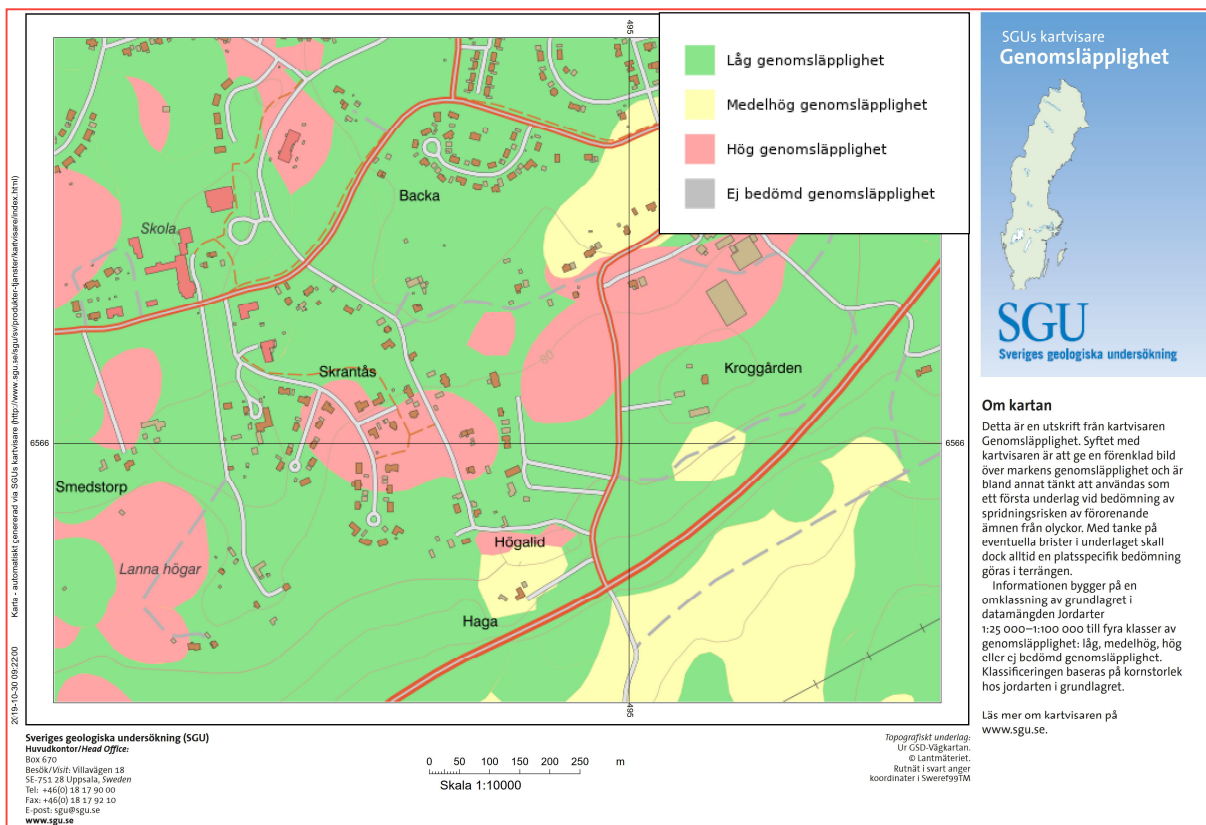 SGUs kartvisare
Genomsläpplighet
SGU
Sveriges geologiska undersökning
Låg genomsläpplighet
Medelhög genomsläpplighet
Hög genomsläpplighet
Ej bedömd genomsläpplighet
495
Backa
Skola
Skrantås
Kroggården
80
6566
6566
Smedstorp
Lanna högar
Högalid
Haga
495
Karta - automatiskt genererad via SGUs kartvisare (http://www.sgu.se/sgu/sv/produkter-tjanster/kartvisare/index.html)
2019-10-30 09:22:00
Om kartan
Detta är en utskrift från kartvisaren
Genomsläpplighet. Syftet med
kartvisaren är att ge en förenklad bild
över markens genomsläpplighet och är
bland annat tänkt att användas som
ett första underlag vid bedömning av
spridningsrisken av förorenande
ämnen från olyckor. Med tanke på
eventuella brister i underlaget skall
dock alltid en platsspecifik bedömning
göras i terrängen.
Informationen bygger på en
omklassning av grundlagret i
datamängden Jordarter
1:25 000–1:100 000 till fyra klasser av
genomsläpplighet: låg, medelhög, hög
eller ej bedömd genomsläpplighet.
Klassificeringen baseras på kornstorlek
hos jordarten i grundlagret.
Läs mer om kartvisaren på
www.sgu.se.
Sveriges geologiska undersökning (SGU)
Huvudkontor/Head Office:
Box 670
Besök/Visit: Villavägen 18
SE-751 28 Uppsala, Sweden
Tel: +46(0) 18 17 90 00
Fax: +46(0) 18 17 92 10
E-post: sgu@sgu.se
www.sgu.se
0 50 100 150 200 250 m
Skala 1:10000
Topografiskt underlag:
Ur GSD-Vägkartan.
© Lantmäteriet.
Rutnät i svart anger
koordinater i Sweref99TM